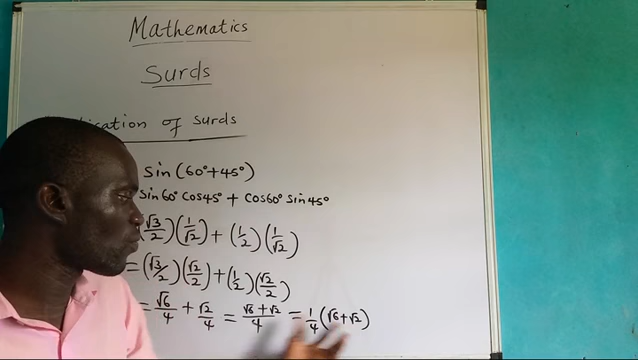 Mathematics
Surds
of surds
sin(60°+45°)
sin60° cos45° + cos60° sin45°
(√3/2)(1/√2) + (1/2)(1/√2)
= (√3/2)(√2/2) + (1/2)(√2/2)
= √6/4 + √2/4 = √6+√2/4 = 1/4(√6+√2)